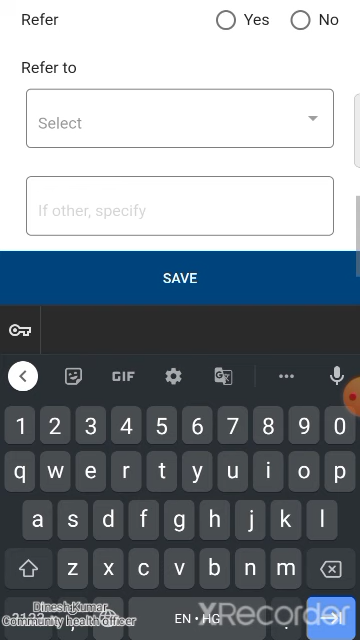 Refer Yes No
Refer to
Select
If other, specify
SAVE
GIF
1 2 3 4 5 6 7 8 9 0
q w e r t y u i o p
a s d f g h j k l
z x c v b n m
Dinesh Kumar
Community health officer
, EN • HG .
XRecorder